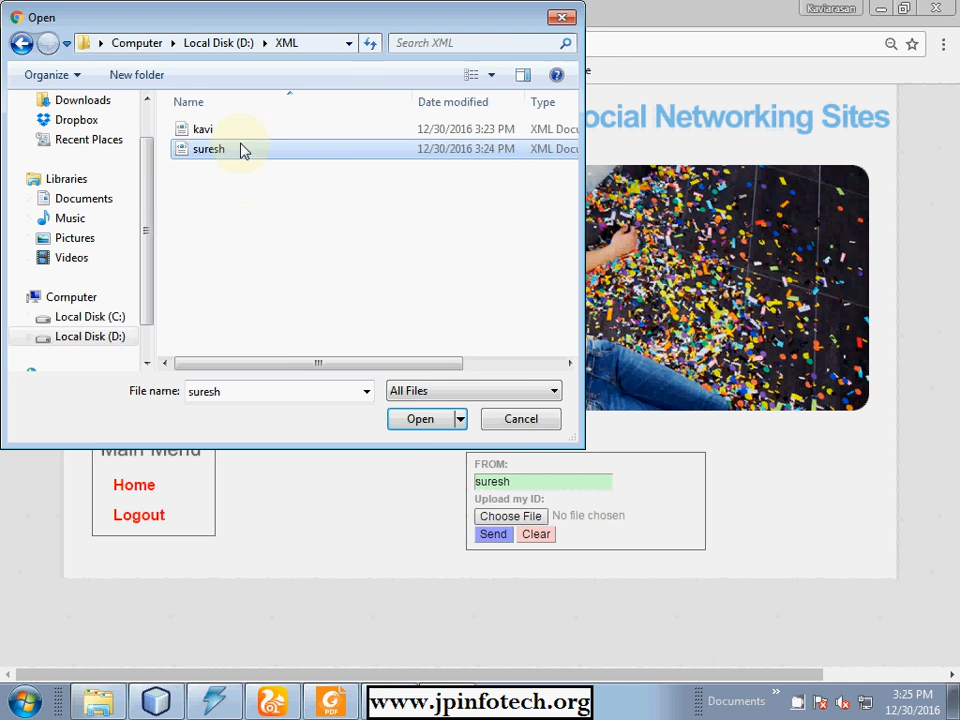 Open
Kaviarasan
Computer
Local Disk (D:)
XML
Search XML
Organize
New folder
Downloads
Dropbox
Recent Places
Libraries
Documents
Music
Pictures
Videos
Computer
Local Disk (C:)
Local Disk (D:)
Name
Date modified
Type
kavi
12/30/2016 3:23 PM
XML Docu
suresh
12/30/2016 3:24 PM
XML Docu
File name:
suresh
All Files
Open
Cancel
e
ocial Networking Sites
Main Menu
Home
Logout
FROM:
suresh
Upload my ID:
Choose File No file chosen
Send Clear
PDF
www.jpinfotech.org
Documents
3:25 PM
12/30/2016